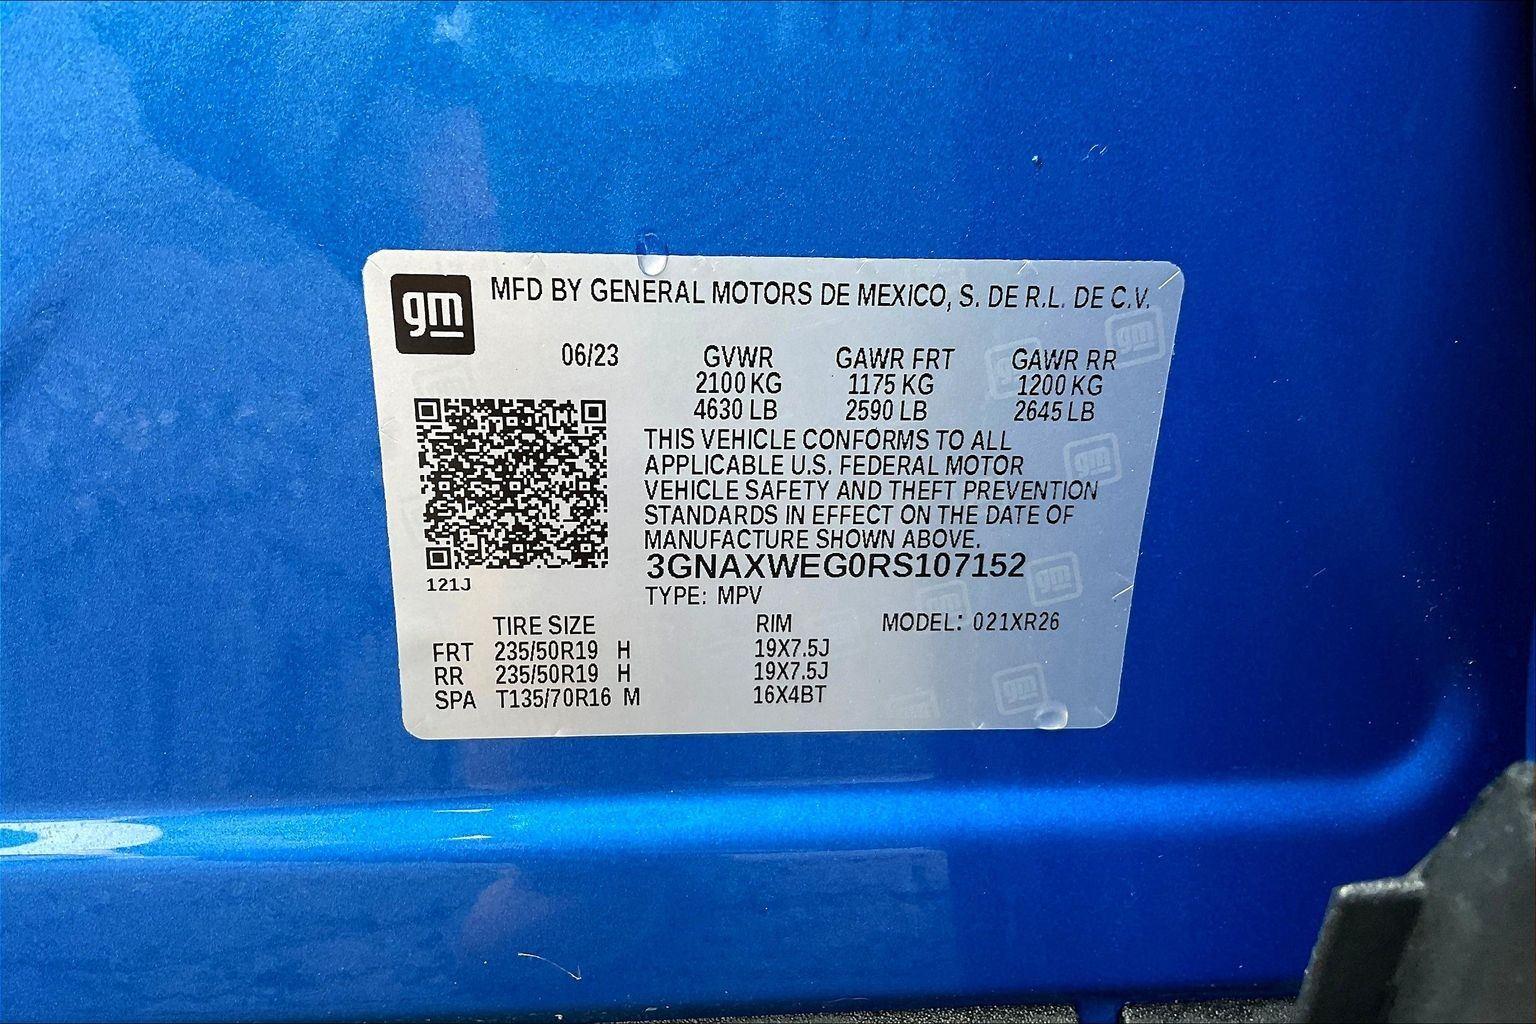 gm MFD BY GENERAL MOTORS DE MEXICO, S. DE R.L. DE C.V.
06/23 GVWR GAWR FRT GAWR RR
2100 KG 1175 KG 1200 KG
4630 LB 2590 LB 2645 LB
THIS VEHICLE CONFORMS TO ALL
APPLICABLE U.S. FEDERAL MOTOR
VEHICLE SAFETY AND THEFT PREVENTION
STANDARDS IN EFFECT ON THE DATE OF
MANUFACTURE SHOWN ABOVE.
3GNAXWEG0RS107152
121J
TYPE: MPV
TIRE SIZE RIM MODEL: 021XR26
FRT 235/50R19 H 19X7.5J
RR 235/50R19 H 19X7.5J
SPA T135/70R16 M 16X4BT